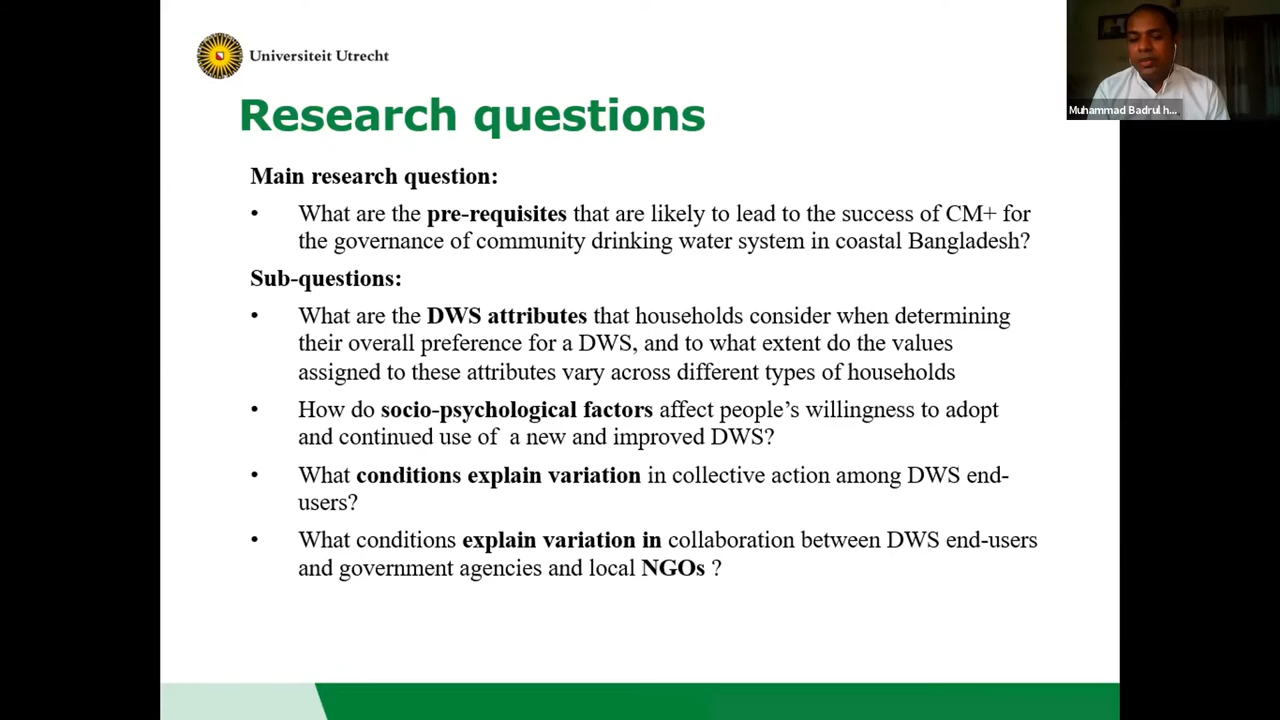 Universiteit Utrecht
Muhammad Badrul h...
Research questions
Main research question:
• What are the pre-requisites that are likely to lead to the success of CM+ for
the governance of community drinking water system in coastal Bangladesh?
Sub-questions:
• What are the DWS attributes that households consider when determining
their overall preference for a DWS, and to what extent do the values
assigned to these attributes vary across different types of households
• How do socio-psychological factors affect people’s willingness to adopt
and continued use of a new and improved DWS?
• What conditions explain variation in collective action among DWS end-
users?
• What conditions explain variation in collaboration between DWS end-users
and government agencies and local NGOs ?